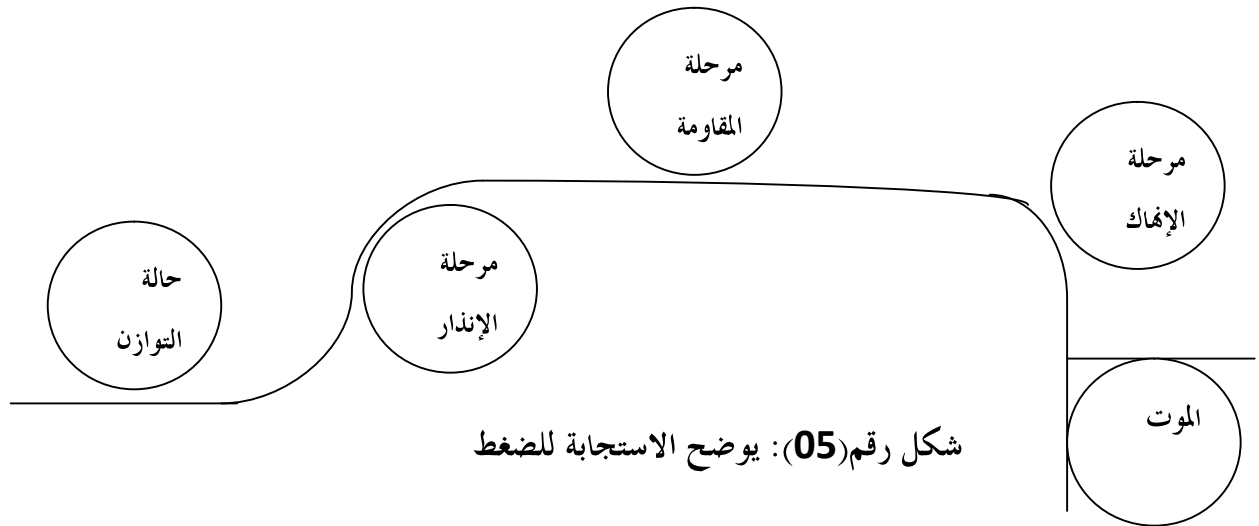 مرحلة
المقاومة
مرحلة
الإنهاك
مرحلة
الإنذار
حالة
التوازن
الموت
شكل رقم(05): يوضح الاستجابة للضغط